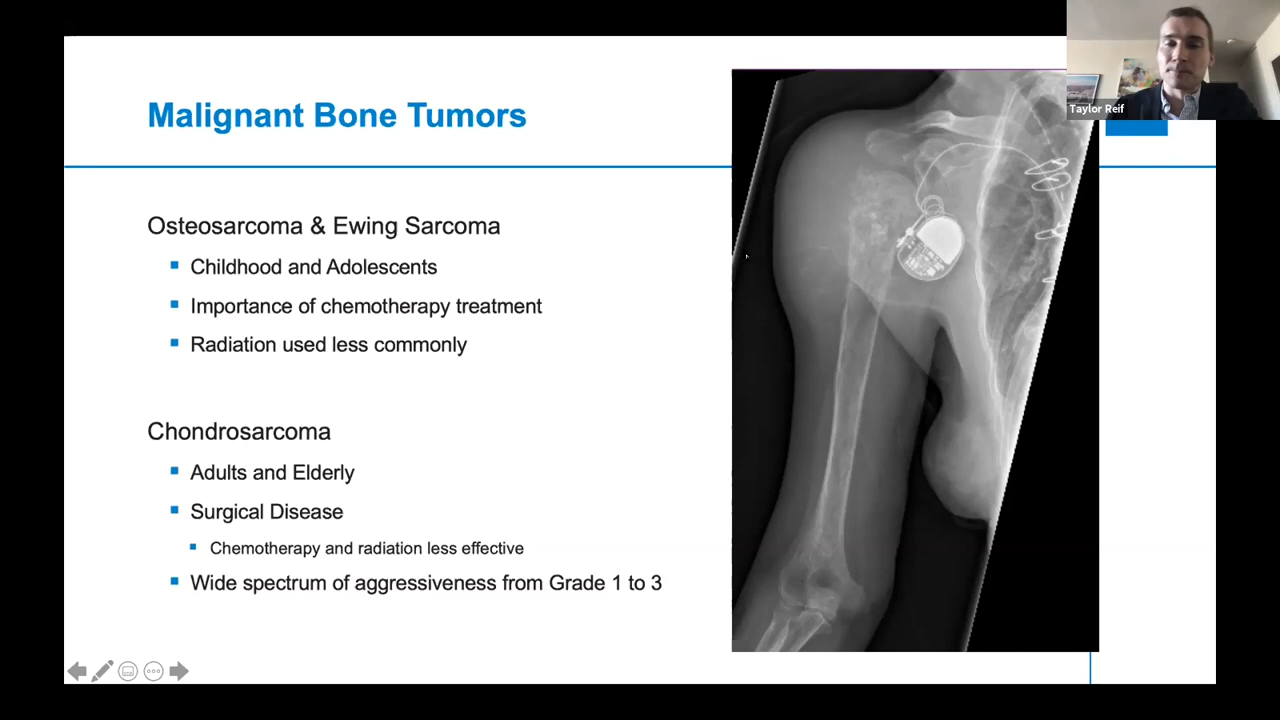 Taylor Reif
Malignant Bone Tumors
Osteosarcoma & Ewing Sarcoma
Childhood and Adolescents
Importance of chemotherapy treatment
Radiation used less commonly
Chondrosarcoma
Adults and Elderly
Surgical Disease
Chemotherapy and radiation less effective
Wide spectrum of aggressiveness from Grade 1 to 3